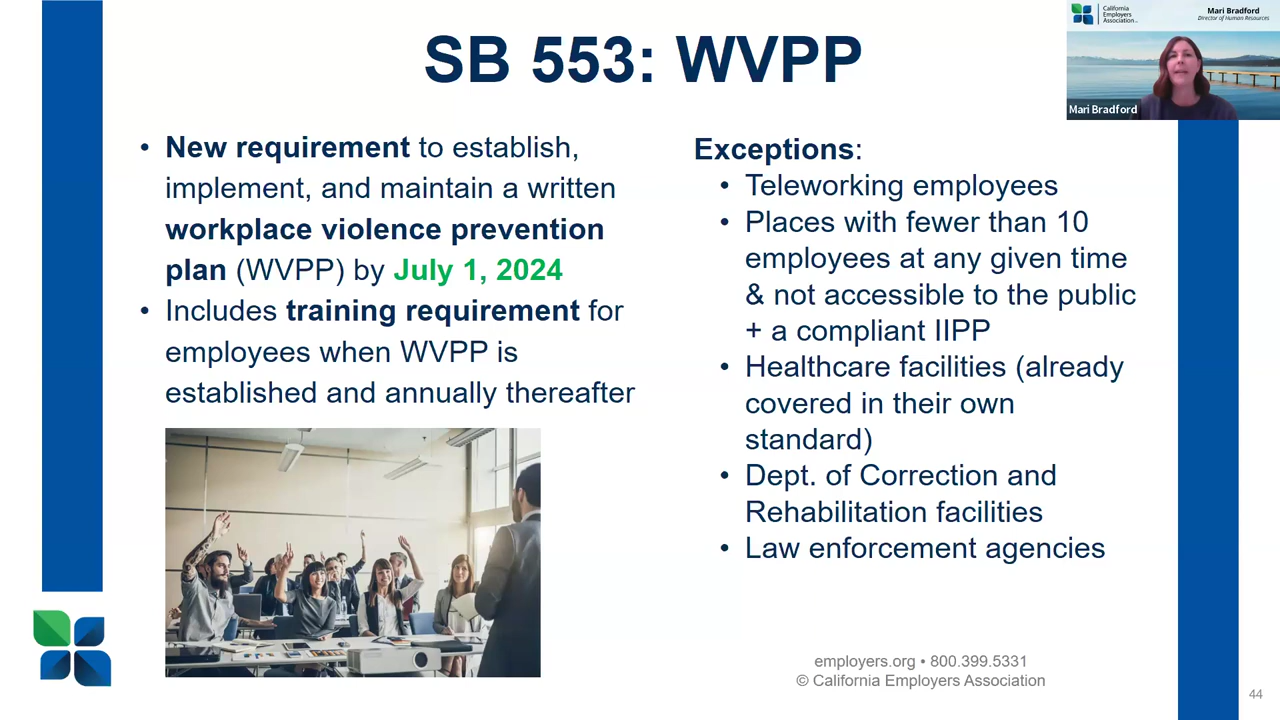 SB 553: WVPP
California
Employers
Association
Mari Bradford
Director of Human Resources
Mari Bradford
• New requirement to establish,
implement, and maintain a written
workplace violence prevention
plan (WVPP) by July 1, 2024
• Includes training requirement for
employees when WVPP is
established and annually thereafter
Exceptions:
• Teleworking employees
• Places with fewer than 10
employees at any given time
& not accessible to the public
+ a compliant IIPP
• Healthcare facilities (already
covered in their own
standard)
• Dept. of Correction and
Rehabilitation facilities
• Law enforcement agencies
employers.org • 800.399.5331
© California Employers Association
44